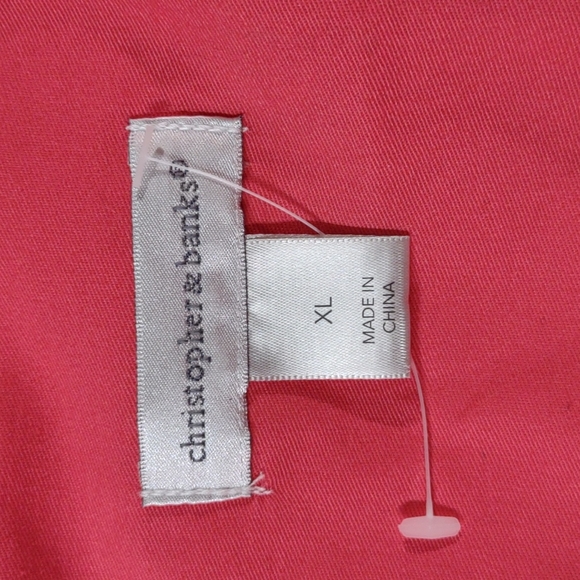 christopher & banks®
XL
MADE IN
CHINA